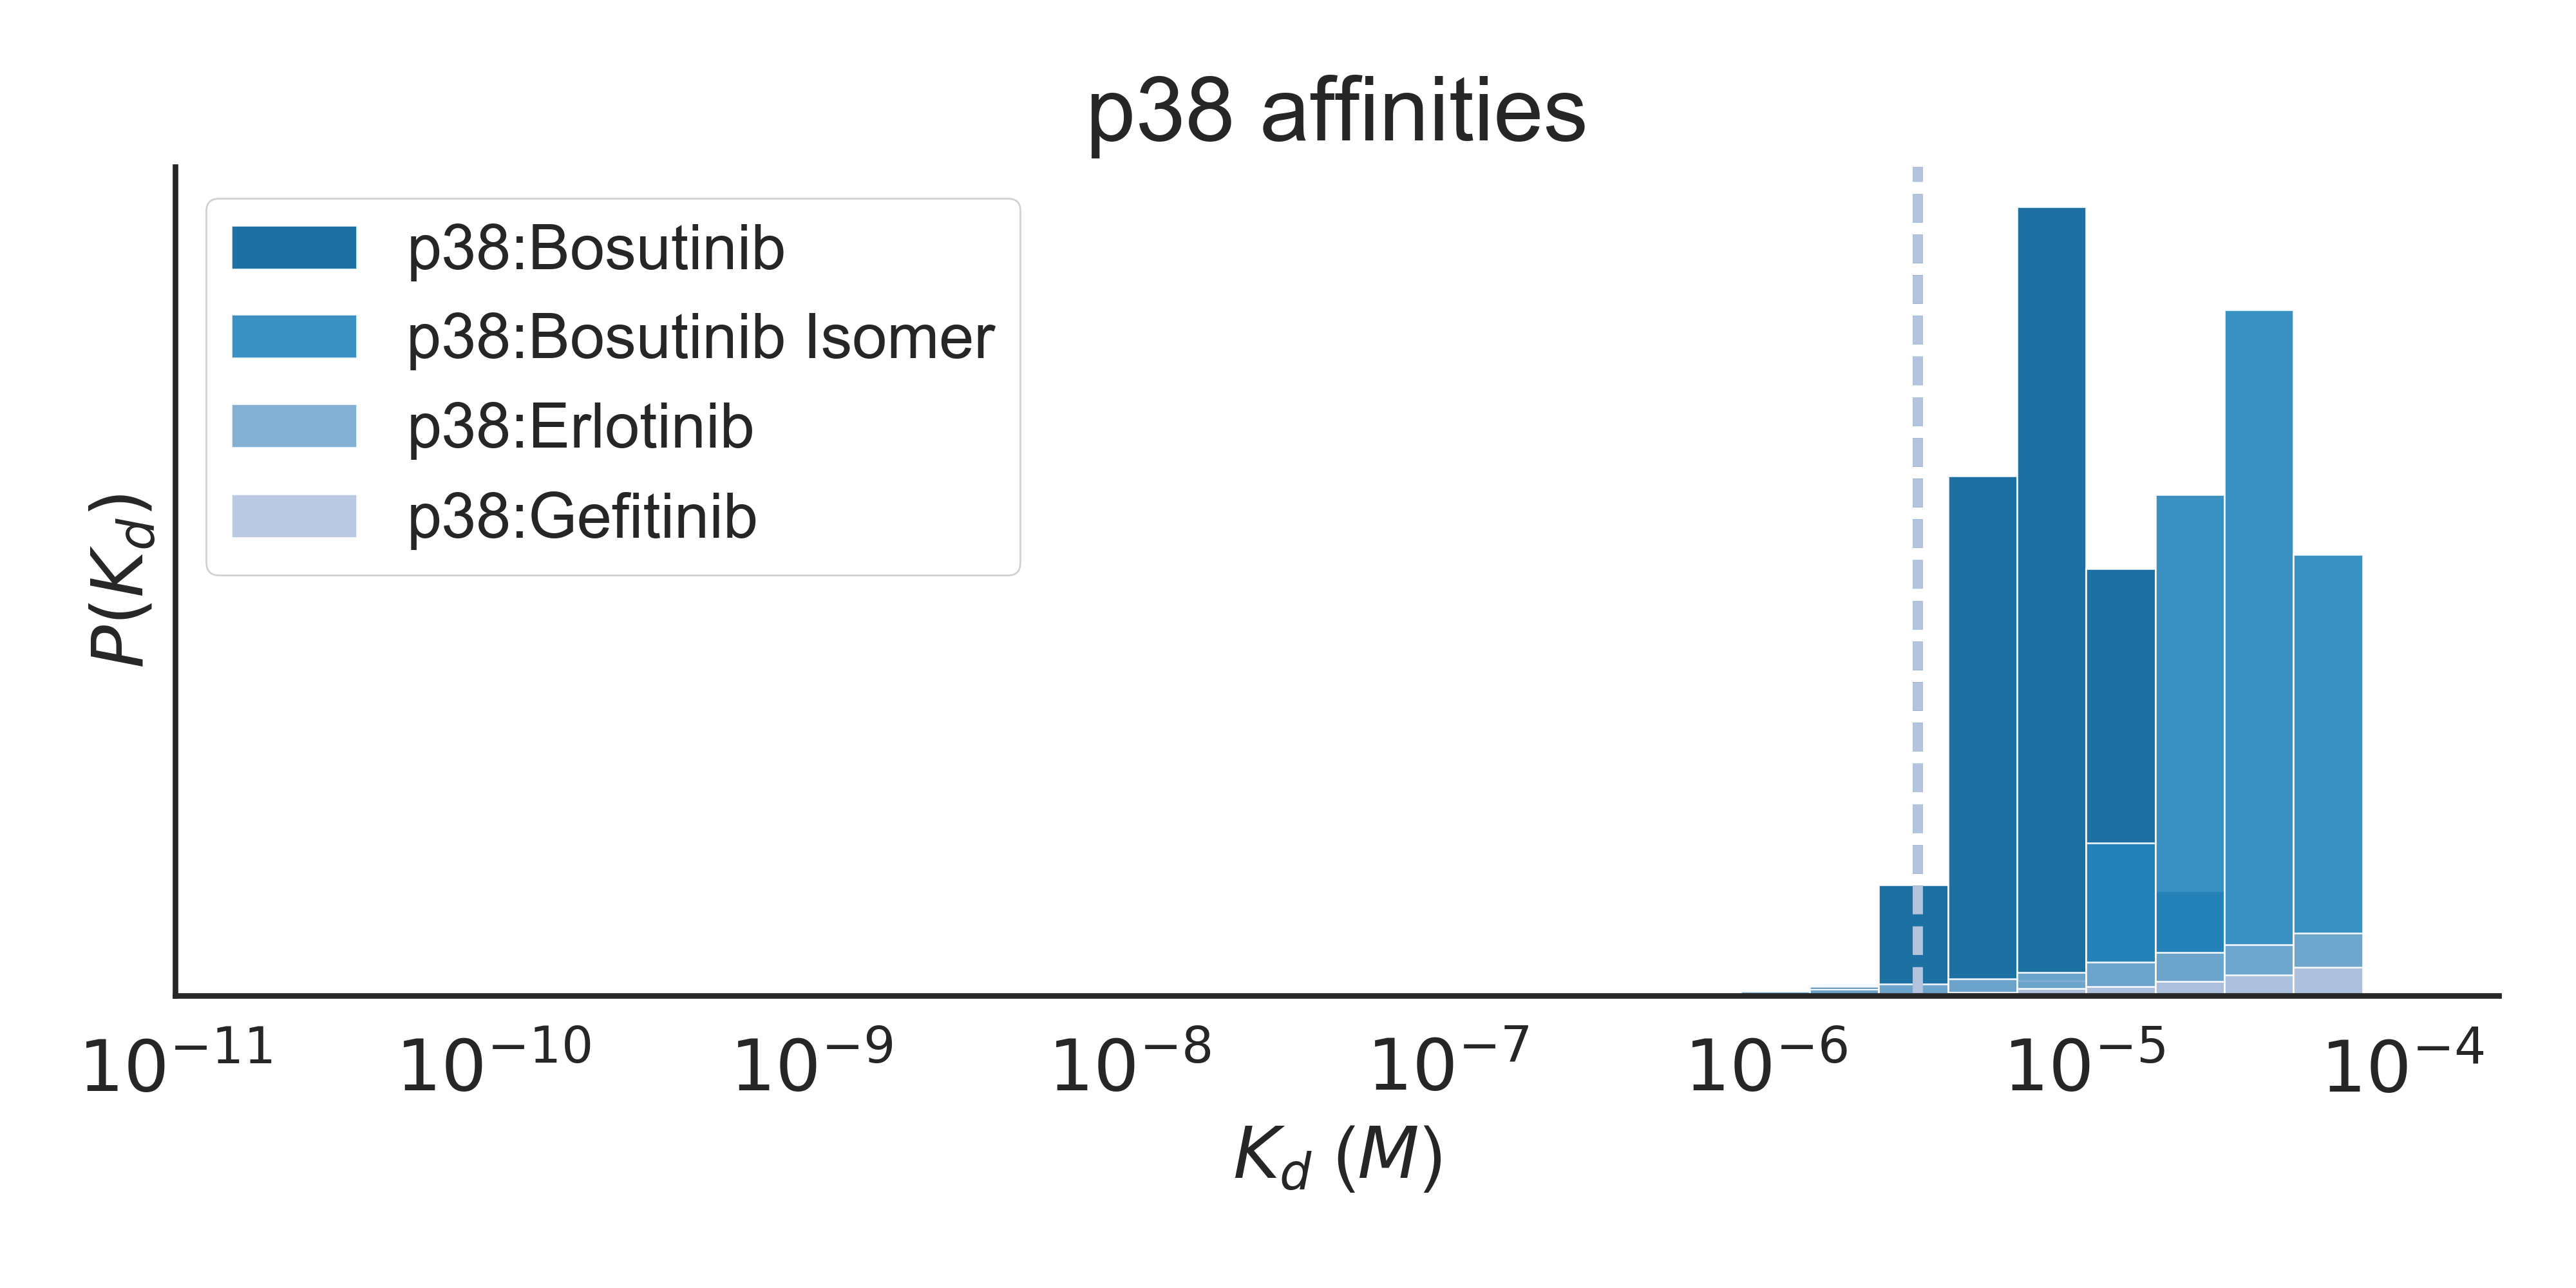 p38 affinities
p38:Bosutinib
p38:Bosutinib Isomer
p38:Erlotinib
p38:Gefitinib
P(K_d)
10^{-11} 10^{-10} 10^{-9} 10^{-8} 10^{-7} 10^{-6} 10^{-5} 10^{-4}
K_d (M)